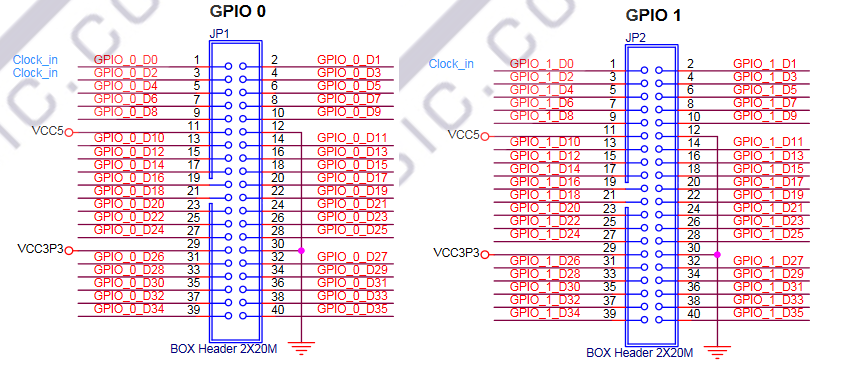 GPIO 0
JP1
Clock_in GPIO_0_D0 1 2 GPIO_0_D1
Clock_in GPIO_0_D2 3 4 GPIO_0_D3
GPIO_0_D4 5 6 GPIO_0_D5
GPIO_0_D6 7 8 GPIO_0_D7
GPIO_0_D8 9 10 GPIO_0_D9
VCC5 11 12
GPIO_0_D10 13 14 GPIO_0_D11
GPIO_0_D12 15 16 GPIO_0_D13
GPIO_0_D14 17 18 GPIO_0_D15
GPIO_0_D16 19 20 GPIO_0_D17
GPIO_0_D18 21 22 GPIO_0_D19
GPIO_0_D20 23 24 GPIO_0_D21
GPIO_0_D22 25 26 GPIO_0_D23
GPIO_0_D24 27 28 GPIO_0_D25
VCC3P3 29 30
GPIO_0_D26 31 32 GPIO_0_D27
GPIO_0_D28 33 34 GPIO_0_D29
GPIO_0_D30 35 36 GPIO_0_D31
GPIO_0_D32 37 38 GPIO_0_D33
GPIO_0_D34 39 40 GPIO_0_D35
BOX Header 2X20M
GPIO 1
JP2
Clock_in GPIO_1_D0 1 2 GPIO_1_D1
GPIO_1_D2 3 4 GPIO_1_D3
GPIO_1_D4 5 6 GPIO_1_D5
GPIO_1_D6 7 8 GPIO_1_D7
GPIO_1_D8 9 10 GPIO_1_D9
VCC5 11 12
GPIO_1_D10 13 14 GPIO_1_D11
GPIO_1_D12 15 16 GPIO_1_D13
GPIO_1_D14 17 18 GPIO_1_D15
GPIO_1_D16 19 20 GPIO_1_D17
GPIO_1_D18 21 22 GPIO_1_D19
GPIO_1_D20 23 24 GPIO_1_D21
GPIO_1_D22 25 26 GPIO_1_D23
GPIO_1_D24 27 28 GPIO_1_D25
VCC3P3 29 30
GPIO_1_D26 31 32 GPIO_1_D27
GPIO_1_D28 33 34 GPIO_1_D29
GPIO_1_D30 35 36 GPIO_1_D31
GPIO_1_D32 37 38 GPIO_1_D33
GPIO_1_D34 39 40 GPIO_1_D35
BOX Header 2X20M